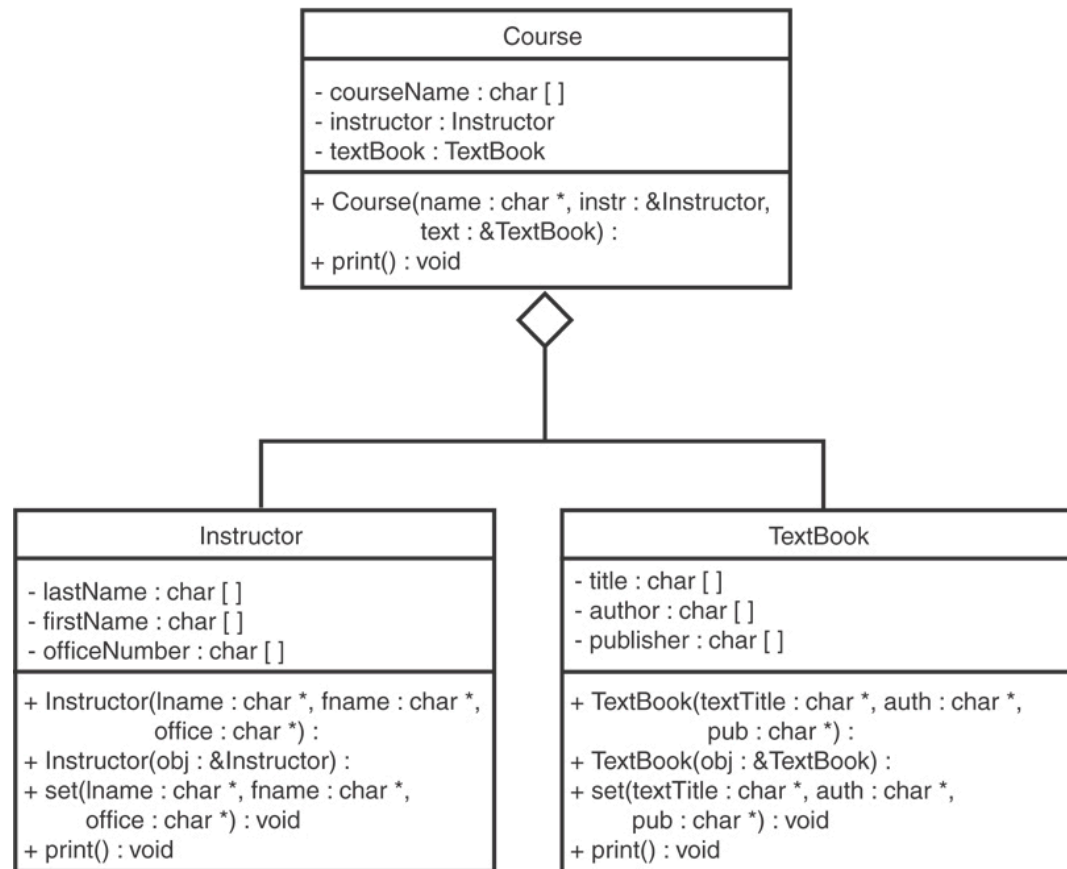 Course
- courseName : char [ ]
- instructor : Instructor
- textBook : TextBook
+ Course(name : char *, instr : &Instructor,
text : &TextBook) :
+ print() : void
Instructor
- lastName : char [ ]
- firstName : char [ ]
- officeNumber : char [ ]
+ Instructor(lname : char *, fname : char *,
office : char *) :
+ Instructor(obj : &Instructor) :
+ set(lname : char *, fname : char *,
office : char *) : void
+ print() : void
TextBook
- title : char [ ]
- author : char [ ]
- publisher : char [ ]
+ TextBook(textTitle : char *, auth : char *,
pub : char *) :
+ TextBook(obj : &TextBook) :
+ set(textTitle : char *, auth : char *,
pub : char *) : void
+ print() : void